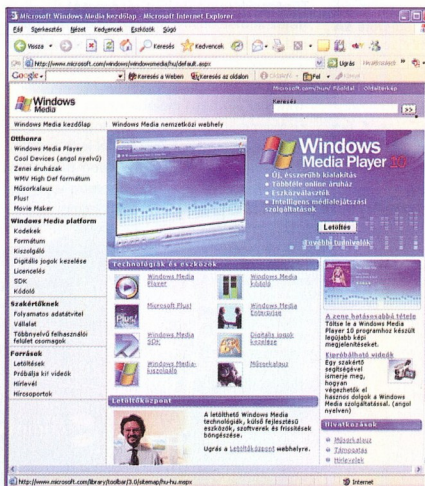 Microsoft Windows Media kezdőlap - Microsoft Internet Explorer
Fájl Szerkesztés Nézet Kedvencek Eszközök Súgó
Vissza Keresés Kedvencek
http://www.microsoft.com/windows/windowsmedia/hu/default.aspx Ugrás
Google Keresés a Weben Keresés az oldalon Fel
Microsoft.com/hun/ Főoldal Oldaltérkép
Windows Media
Keresés
Windows Media kezdőlap Windows Media nemzetközi webhely
Otthonra
Windows Media Player
Cool Devices (angol nyelvű)
Zenei áruházak
WMV High Def formátum
Műsorkalauz
Plus!
Movie Maker
Windows Media platform
Kodekek
Formátum
Kiszolgáló
Digitális jogok kezelése
Licencelés
SDK
Kódoló
Szakértőknek
Folyamatos adatátvitel
Vállalat
Többnyelvű felhasználói
felület csomagok
Források
Letöltések
Próbálja ki! videók
Hírlevél
Hírcsoportok
Windows
Media Player 10
• Új, ésszerűbb kialakítás
• Többféle online áruház
• Eszközválaszték
• Intelligens médialejátszási
szolgáltatások
Letöltés
További tudnivalók
Technológiák és eszközök
Windows Media
Player
Windows Media
kódoló
Microsoft Plus!
Windows Media
Enterprise
Windows Media
SDK
Digitális jogok
kezelése
Windows Media-
kiszolgáló
Műsorkalauz
Letöltőközpont
A letölthető Windows Media
technológiák, külső fejlesztésű
eszközök, szoftverek és frissítések
böngészése.
Ugrás a Letöltőközpont webhelyre.
A zene hatásosabbá tétele
Töltse le a Windows Media
Player 10 programhoz készült
legújabb képi
megjelenítéseket.
Kipróbálható videók
Egy szakértő
segítségével
ismerje meg,
hogyan
végezhetők el
hasznos dolgok a Windows
Media szolgáltatással. (angol
nyelven)
Hivatkozások
Műsorkalauz
Támogatás
Hírlevelek
http://www.microsoft.com/library/toolbar/3.0/sitemap/hu-hu.mspx Internet